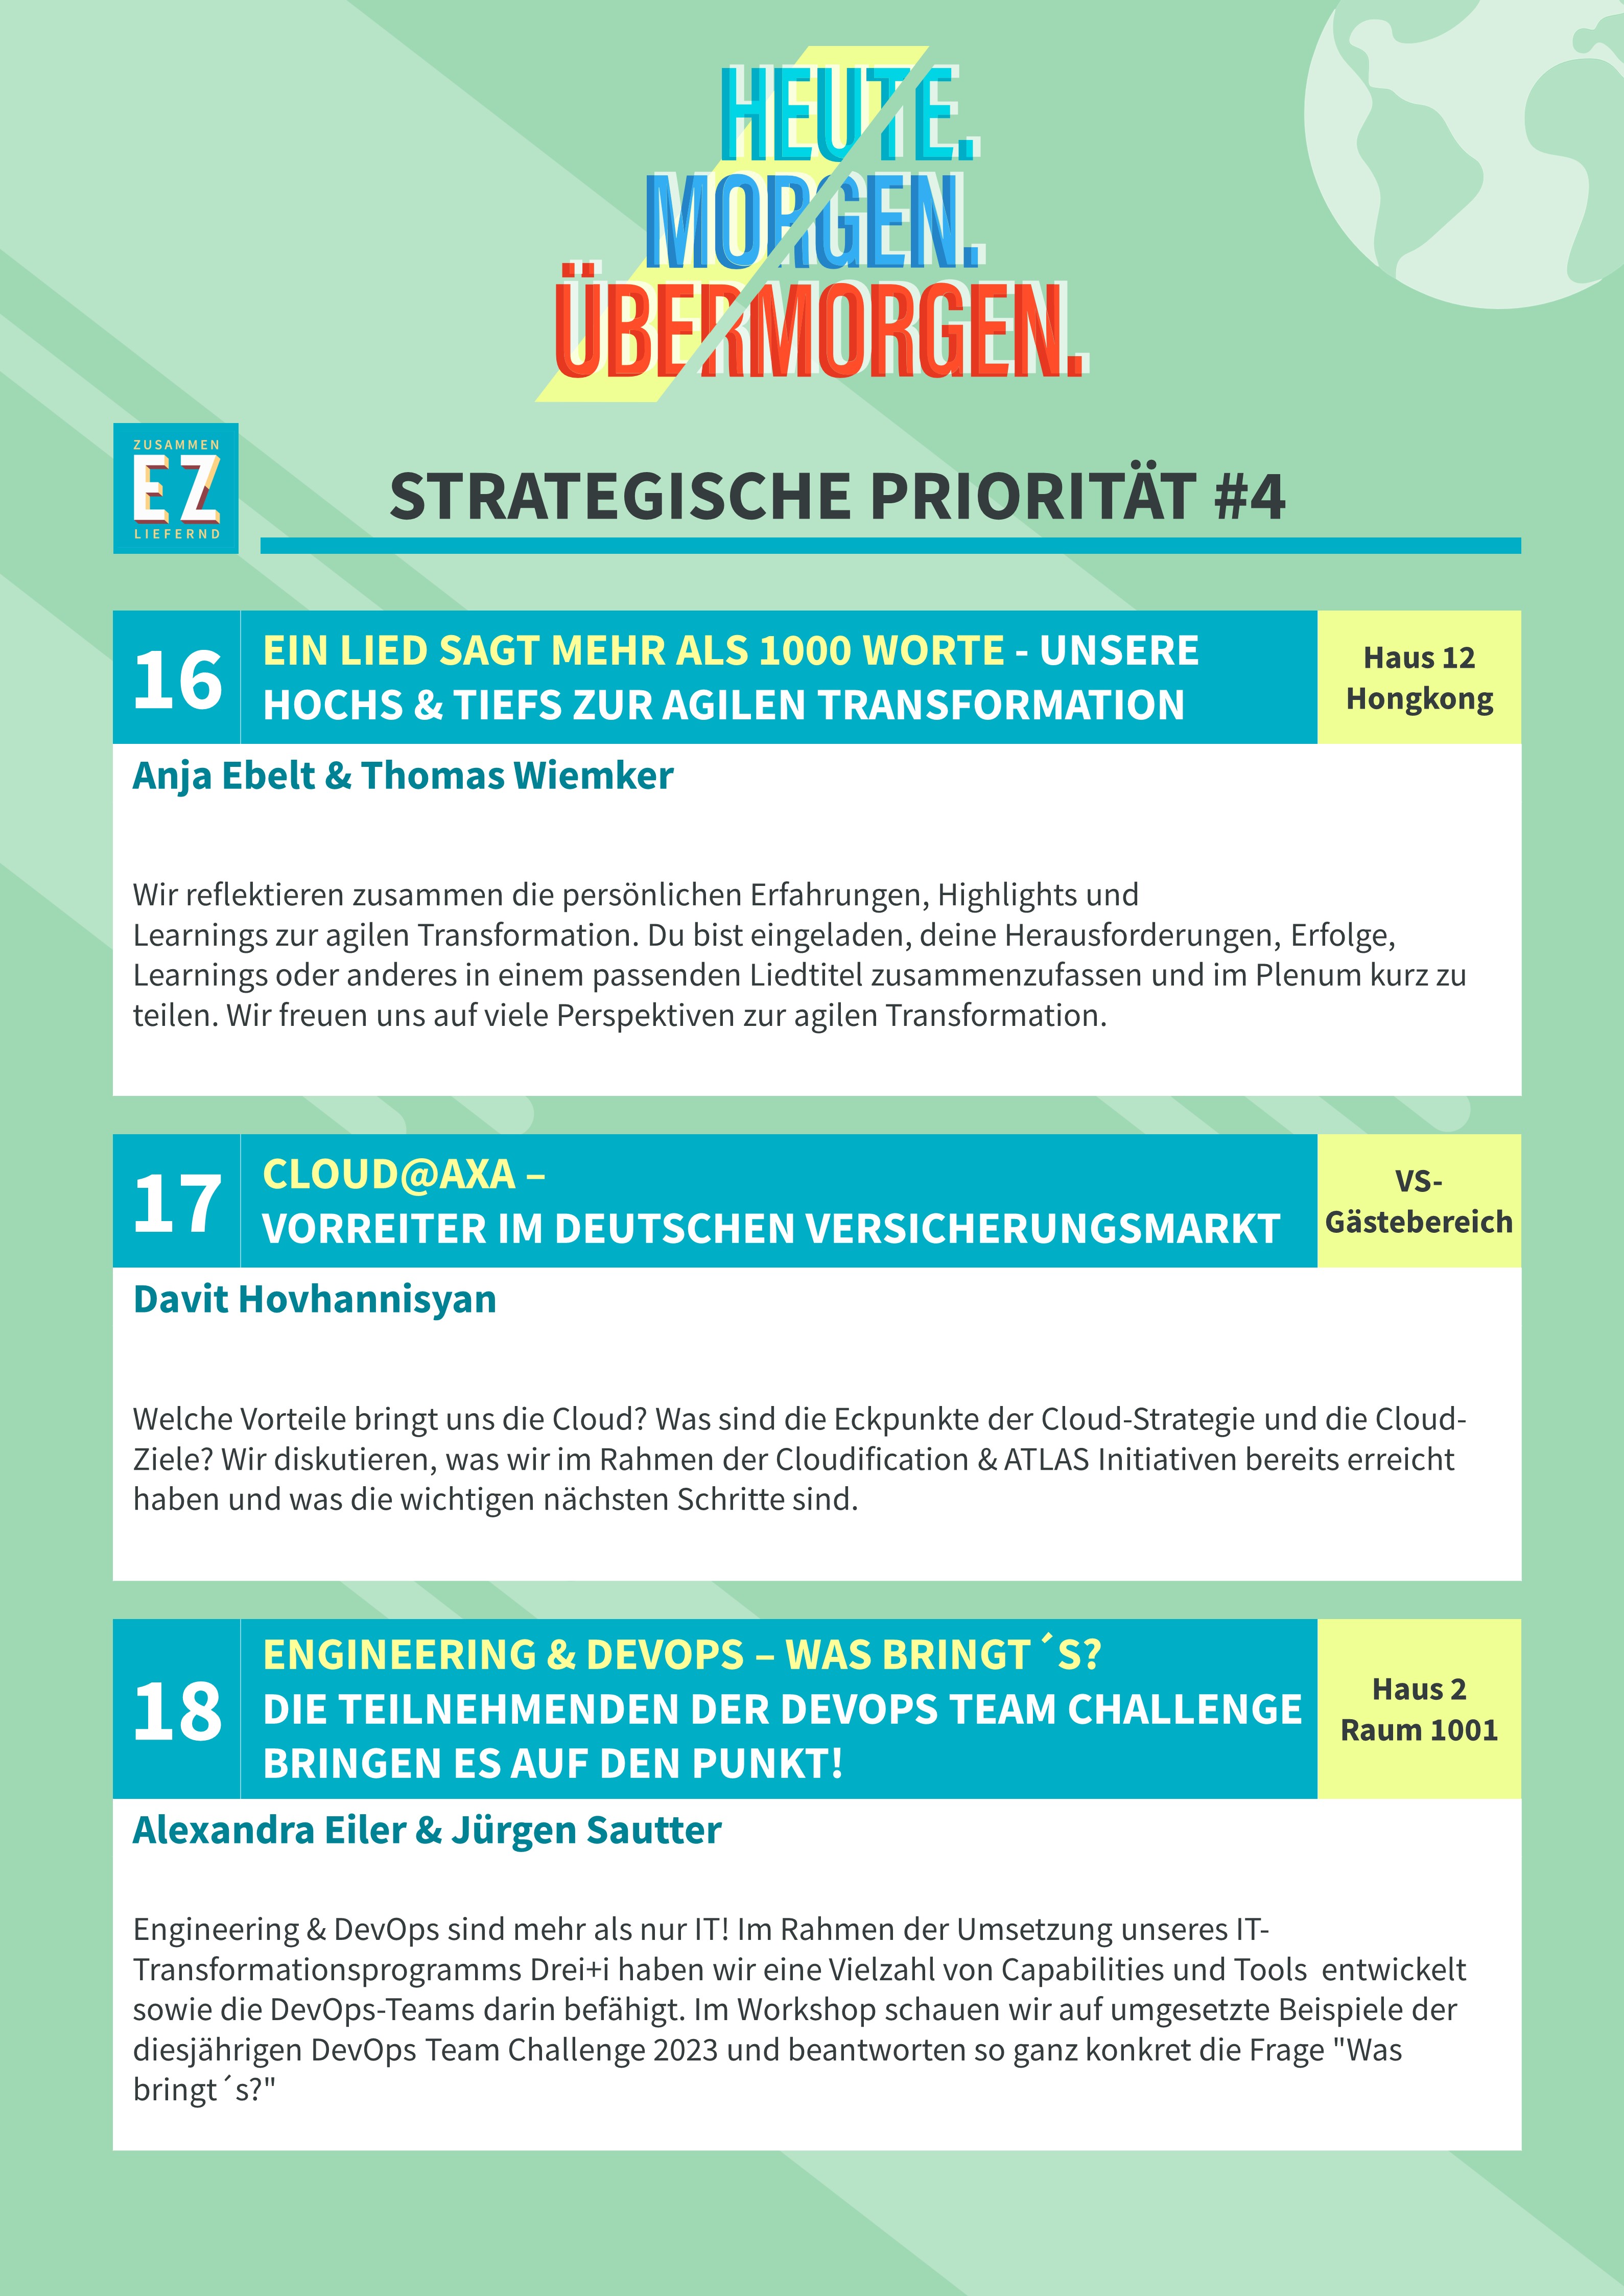 HEUTE.
MORGEN.
ÜBERMORGEN.
ZUSAMMEN
EZ
LIEFERND
STRATEGISCHE PRIORITÄT #4
16
EIN LIED SAGT MEHR ALS 1000 WORTE - UNSERE
HOCHS & TIEFS ZUR AGILEN TRANSFORMATION
Haus 12
Hongkong
Anja Ebelt & Thomas Wiemker
Wir reflektieren zusammen die persönlichen Erfahrungen, Highlights und
Learnings zur agilen Transformation. Du bist eingeladen, deine Herausforderungen, Erfolge,
Learnings oder anderes in einem passenden Liedtitel zusammenzufassen und im Plenum kurz zu
teilen. Wir freuen uns auf viele Perspektiven zur agilen Transformation.
17
CLOUD@AXA –
VORREITER IM DEUTSCHEN VERSICHERUNGSMARKT
VS-
Gästebereich
Davit Hovhannisyan
Welche Vorteile bringt uns die Cloud? Was sind die Eckpunkte der Cloud-Strategie und die Cloud-
Ziele? Wir diskutieren, was wir im Rahmen der Cloudification & ATLAS Initiativen bereits erreicht
haben und was die wichtigen nächsten Schritte sind.
18
ENGINEERING & DEVOPS – WAS BRINGT´S?
DIE TEILNEHMENDEN DER DEVOPS TEAM CHALLENGE
BRINGEN ES AUF DEN PUNKT!
Haus 2
Raum 1001
Alexandra Eiler & Jürgen Sautter
Engineering & DevOps sind mehr als nur IT! Im Rahmen der Umsetzung unseres IT-
Transformationsprogramms Drei+i haben wir eine Vielzahl von Capabilities und Tools  entwickelt
sowie die DevOps-Teams darin befähigt. Im Workshop schauen wir auf umgesetzte Beispiele der
diesjährigen DevOps Team Challenge 2023 und beantworten so ganz konkret die Frage "Was
bringt´s?"